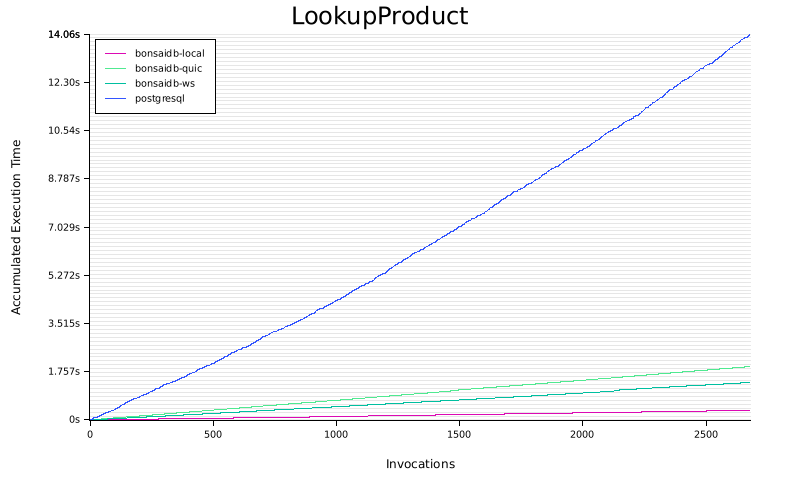 LookupProduct
14.06s
12.30s
10.54s
8.787s
7.029s
5.272s
3.515s
1.757s
0s
Accumulated Execution Time
bonsaidb-local
bonsaidb-quic
bonsaidb-ws
postgresql
0 500 1000 1500 2000 2500
Invocations